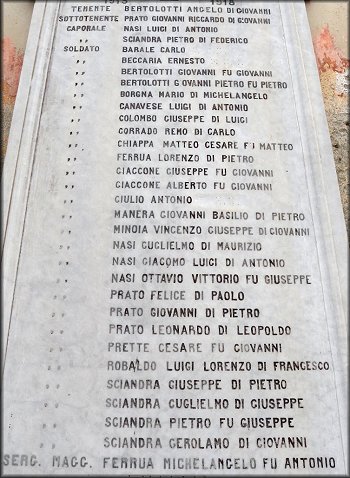 1915 1918
TENENTE BERTOLOTTI ANGELO DI GIOVANNI
SOTTOTENENTE PRATO GIOVANNI RICCARDO DI GIOVANNI
CAPORALE NASI LUIGI DI ANTONIO
,, SCIANDRA PIETRO DI FEDERICO
SOLDATO BARALE CARLO
,, BECCARIA ERNESTO
,, BERTOLOTTI GIOVANNI FU GIOVANNI
,, BERTOLOTTI GIOVANNI PIETRO FU PIETRO
,, BORGNA MARIO DI MICHELANGELO
,, CANAVESE LUIGI DI ANTONIO
,, COLOMBO GIUSEPPE DI LUIGI
,, CORRADO REMO DI CARLO
,, CHIAPPA MATTEO CESARE FU MATTEO
,, FERRUA LORENZO DI PIETRO
,, GIACCONE GIUSEPPE FU GIOVANNI
,, GIACCONE ALBERTO FU GIOVANNI
,, GIULIO ANTONIO
,, MANERA GIOVANNI BASILIO DI PIETRO
,, MINOIA VINCENZO GIUSEPPE DI GIOVANNI
,, NASI GUGLIELMO DI MAURIZIO
,, NASI GIACOMO LUIGI DI ANTONIO
,, NASI OTTAVIO VITTORIO FU GIUSEPPE
,, PRATO FELICE DI PAOLO
,, PRATO GIOVANNI DI PIETRO
,, PRATO LEONARDO DI LEOPOLDO
,, PRETTE CESARE FU GIOVANNI
,, ROBALDO LUIGI LORENZO DI FRANCESCO
,, SCIANDRA GIUSEPPE DI PIETRO
,, SCIANDRA GUGLIELMO DI GIUSEPPE
,, SCIANDRA PIETRO FU GIUSEPPE
,, SCIANDRA GEROLAMO DI GIOVANNI
SERG. MAGG. FERRUA MICHELANGELO FU ANTONIO